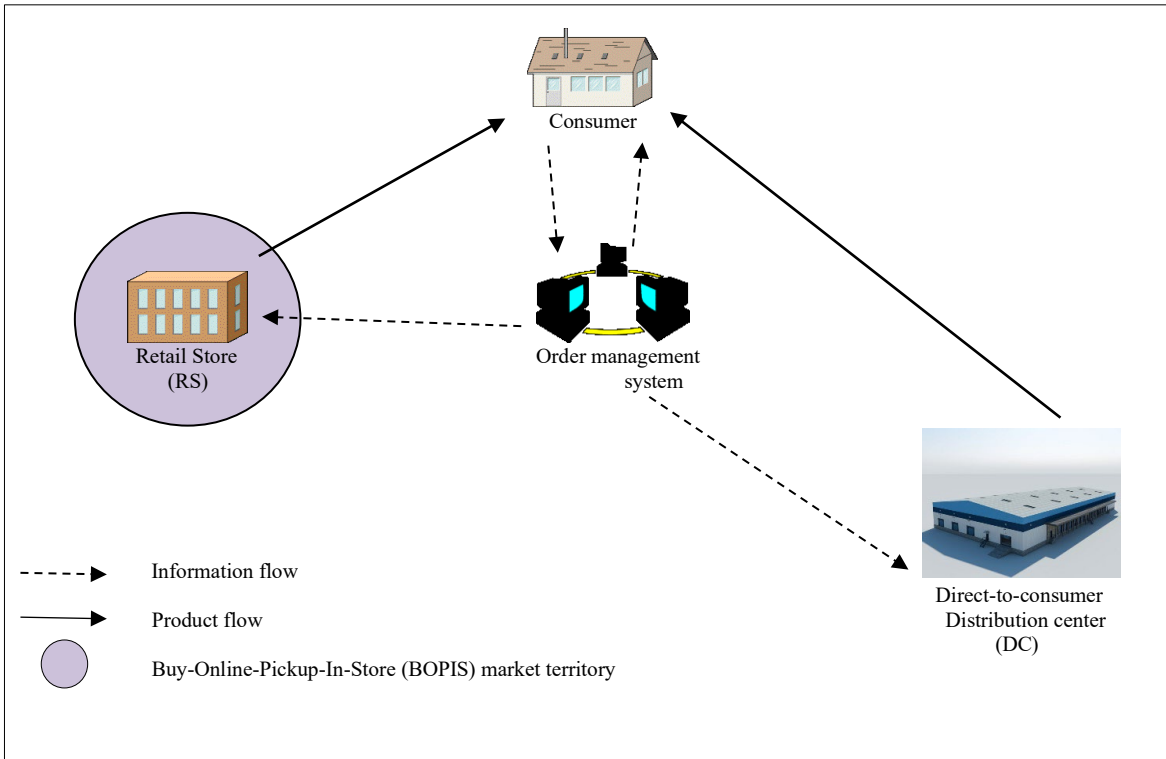 Consumer
Retail Store
(RS)
Order management
system
Direct-to-consumer
Distribution center
(DC)
Information flow
Product flow
Buy-Online-Pickup-In-Store (BOPIS) market territory